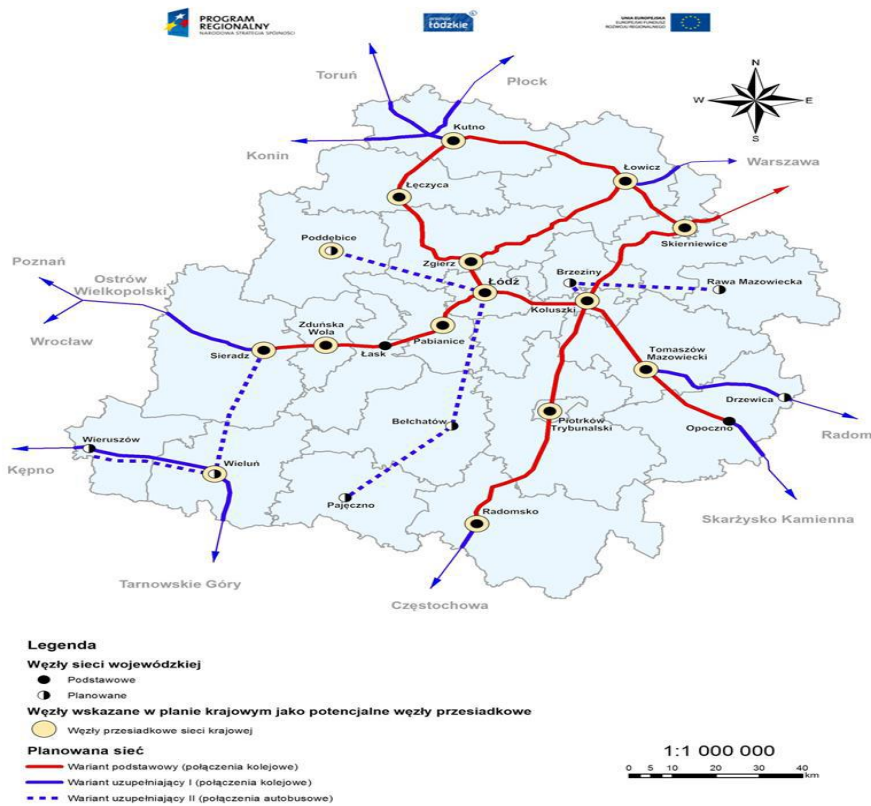 PROGRAM
REGIONALNY
NARODOWA STRATEGIA SPÓJNOŚCI
łódzkie
UNIA EUROPEJSKA
EUROPEJSKI FUNDUSZ
ROZWOJU REGIONALNEGO
Toruń
Płock
N
W
E
S
Kutno
Konin
Łowicz
Warszawa
Łęczyca
Poddębice
Skierniewice
Zgierz
Poznań
Ostrów
Wielkopolski
Łódź
Brzeziny
Rawa Mazowiecka
Koluszki
Wrocław
Zduńska
Wola
Sieradz
Łask
Pabianice
Tomaszów
Mazowiecki
Drzewica
Bełchatów
Piotrków
Trybunalski
Opoczno
Radom
Wieruszów
Kępno
Wieluń
Pajęczno
Radomsko
Skarżysko Kamienna
Tarnowskie Góry
Częstochowa
Legenda
Węzły sieci wojewódzkiej
Podstawowe
Planowane
Węzły wskazane w planie krajowym jako potencjalne węzły przesiadkowe
Węzły przesiadkowe sieci krajowej
Planowana sieć
Wariant podstawowy (połączenia kolejowe)
Wariant uzupełniający I (połączenia kolejowe)
Wariant uzupełniający II (połączenia autobusowe)
1:1 000 000
0 5 10 20 30 40
km